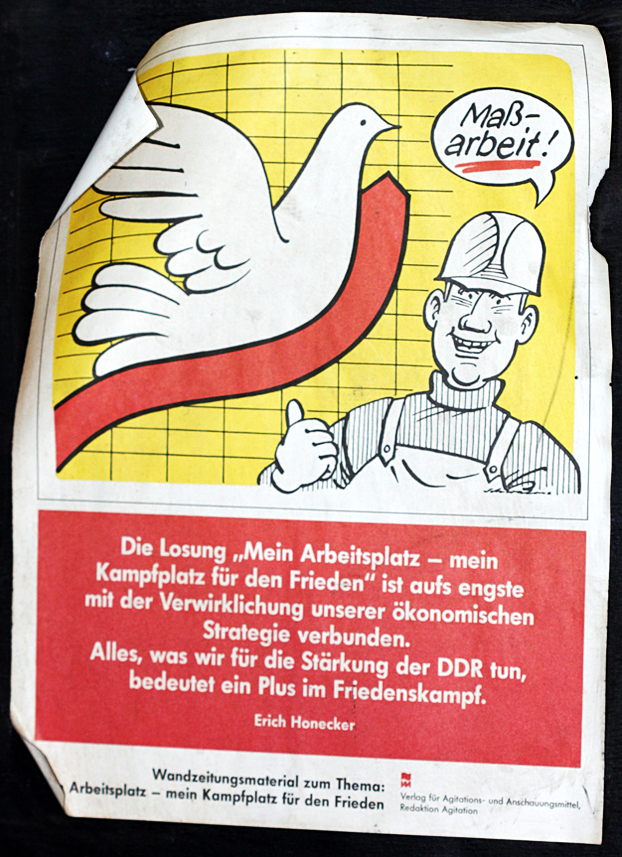 Maß-
arbeit!
Die Losung „Mein Arbeitsplatz – mein
Kampfplatz für den Frieden“ ist aufs engste
mit der Verwirklichung unserer ökonomischen
Strategie verbunden.
Alles, was wir für die Stärkung der DDR tun,
bedeutet ein Plus im Friedenskampf.
Erich Honecker
Wandzeitungsmaterial zum Thema:
Arbeitsplatz – mein Kampfplatz für den Frieden
Verlag für Agitations- und Anschauungsmittel,
Redaktion Agitation